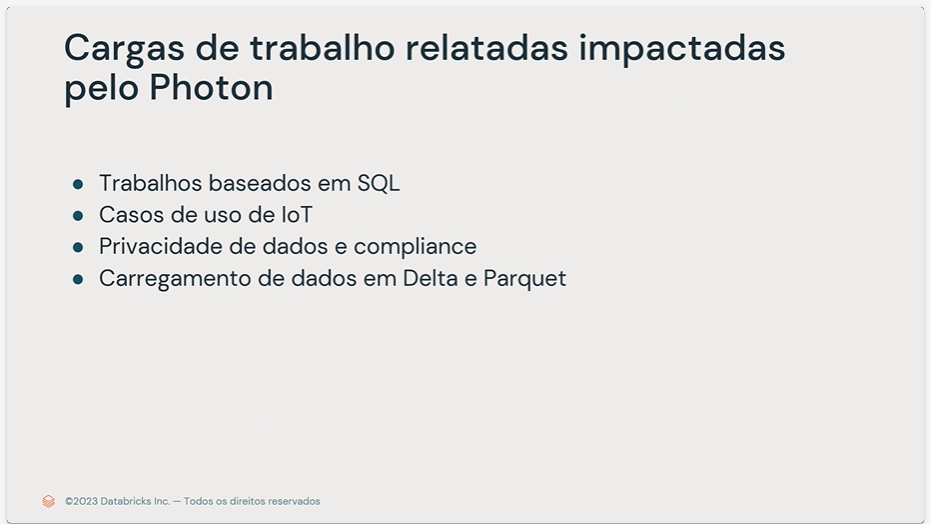 Cargas de trabalho relatadas impactadas
pelo Photon
● Trabalhos baseados em SQL
● Casos de uso de IoT
● Privacidade de dados e compliance
● Carregamento de dados em Delta e Parquet
©2023 Databricks Inc. — Todos os direitos reservados